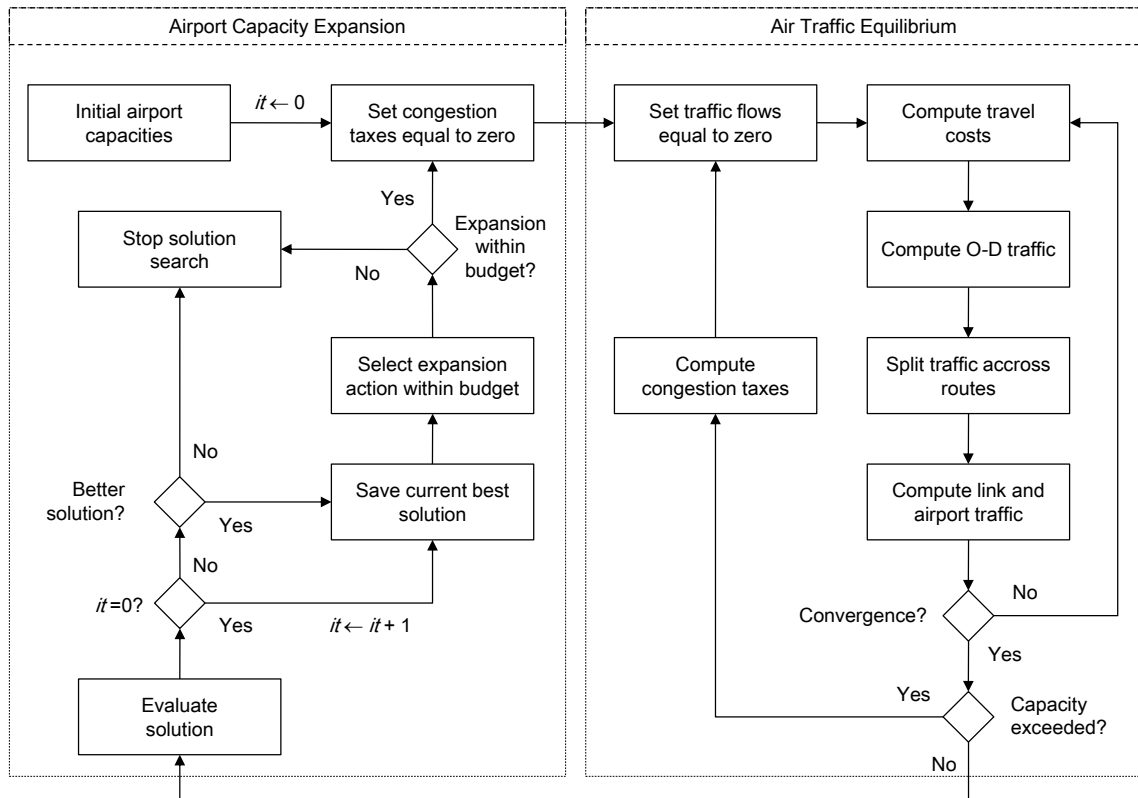 Airport Capacity Expansion
Initial airport
capacities
it ← 0
Set congestion
taxes equal to zero
Yes
Expansion
within
budget?
No
Stop solution
search
Select expansion
action within budget
No
Better
solution?
Yes
Save current best
solution
No
it =0?
Yes
it ← it + 1
Evaluate
solution
Air Traffic Equilibrium
Set traffic flows
equal to zero
Compute travel
costs
Compute O-D traffic
Compute
congestion taxes
Split traffic accross
routes
Compute link and
airport traffic
Convergence?
No
Yes
Yes
Capacity
exceeded?
No